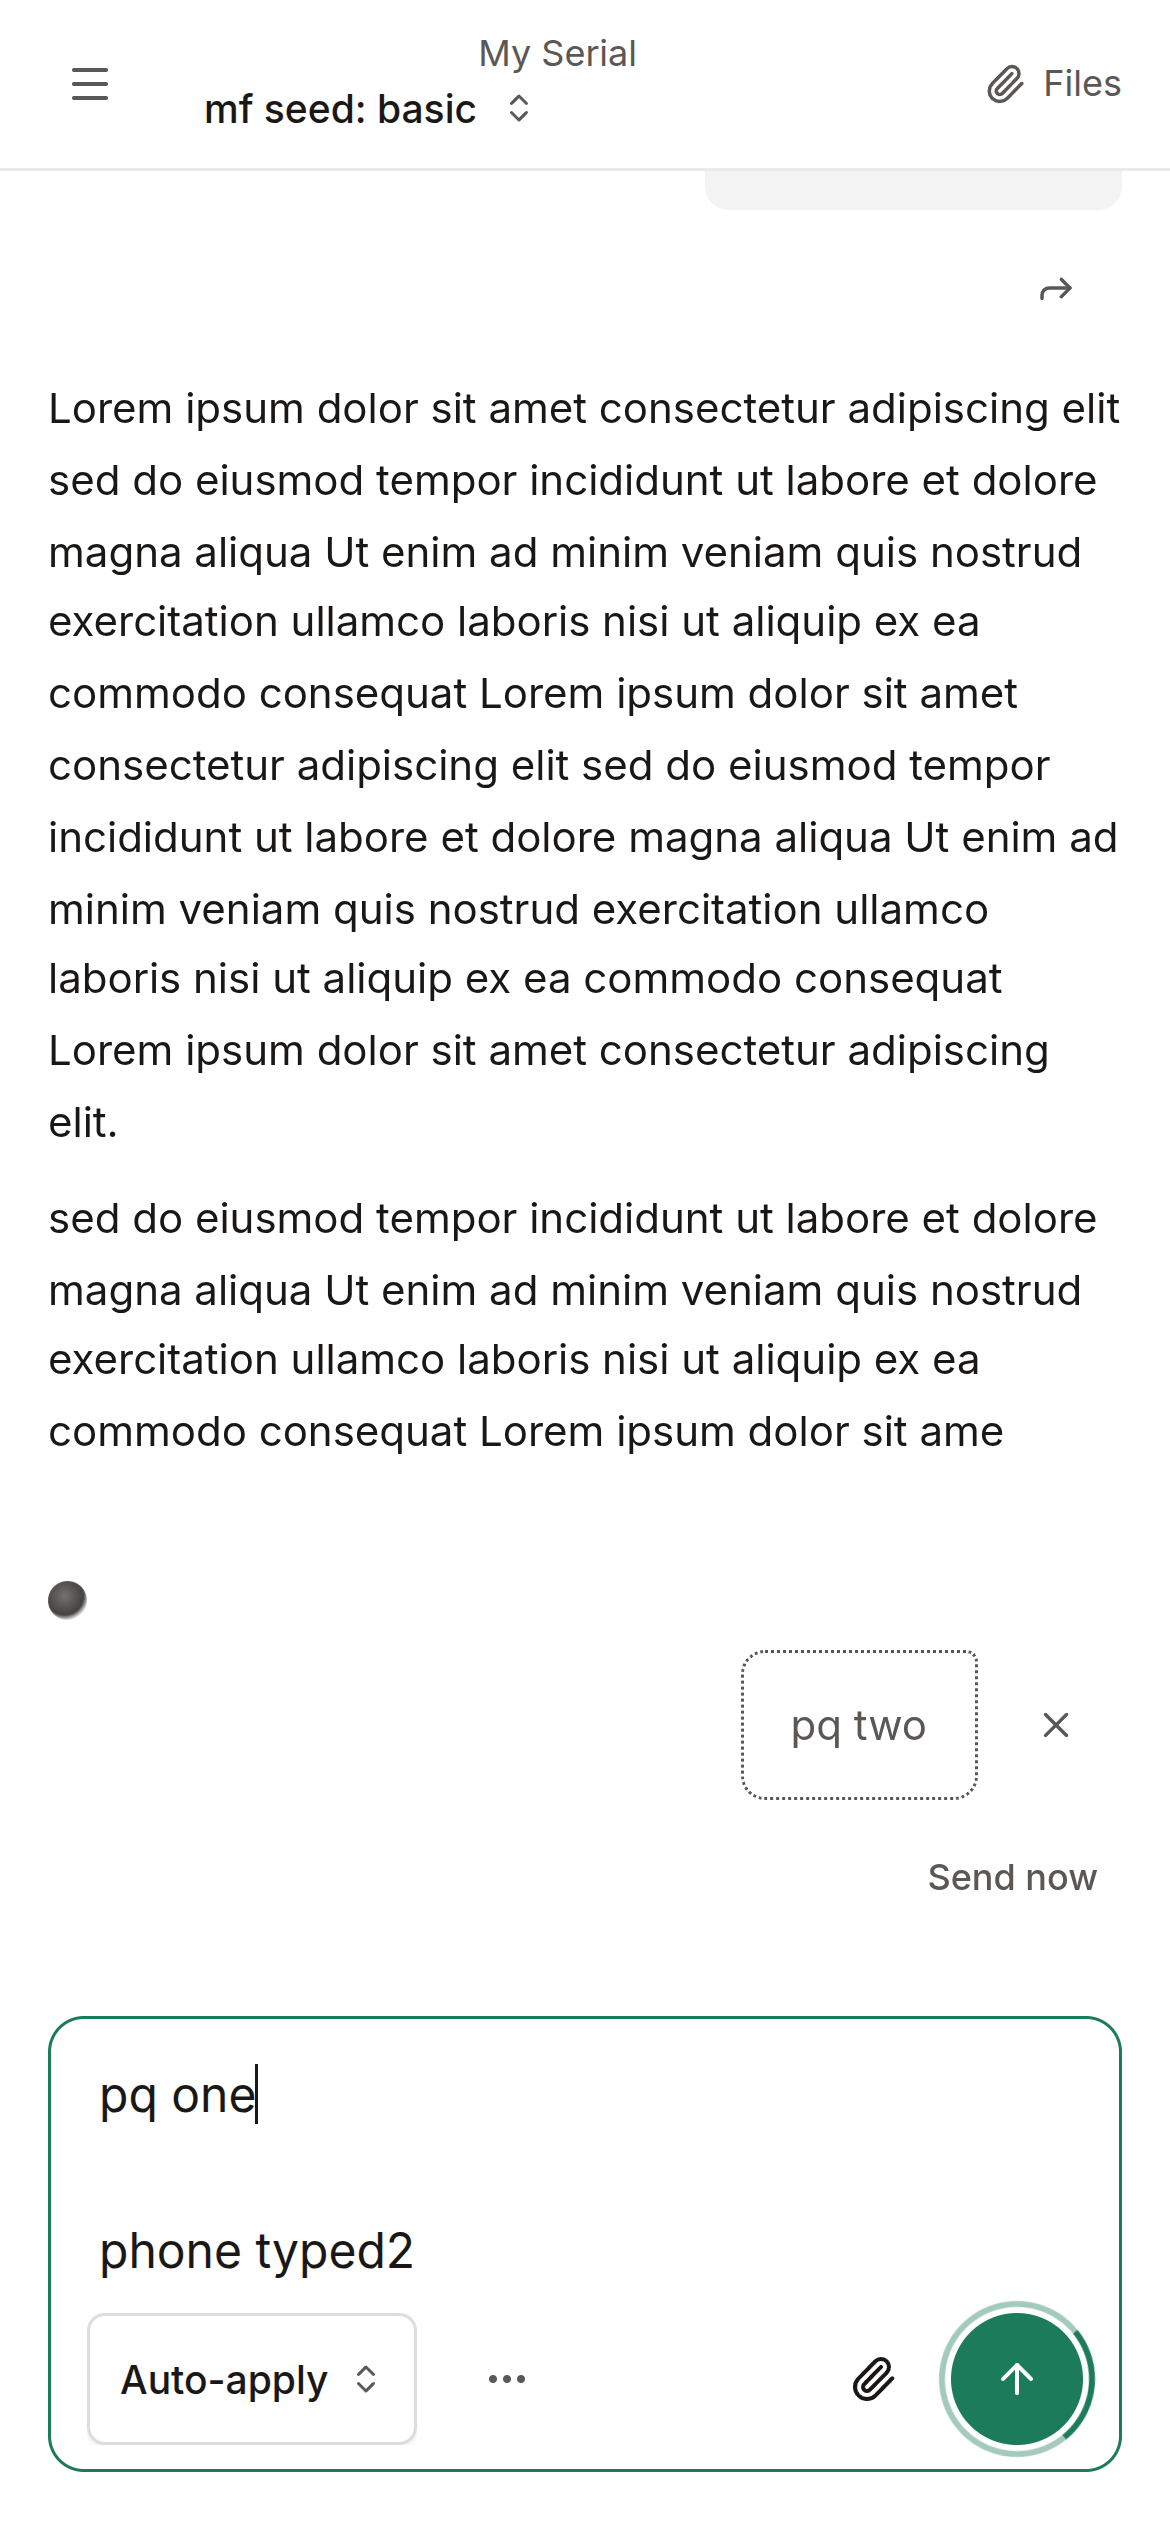 My Serial
mf seed: basic
Files
Lorem ipsum dolor sit amet consectetur adipiscing elit
sed do eiusmod tempor incididunt ut labore et dolore
magna aliqua Ut enim ad minim veniam quis nostrud
exercitation ullamco laboris nisi ut aliquip ex ea
commodo consequat Lorem ipsum dolor sit amet
consectetur adipiscing elit sed do eiusmod tempor
incididunt ut labore et dolore magna aliqua Ut enim ad
minim veniam quis nostrud exercitation ullamco
laboris nisi ut aliquip ex ea commodo consequat
Lorem ipsum dolor sit amet consectetur adipiscing
elit.
sed do eiusmod tempor incididunt ut labore et dolore
magna aliqua Ut enim ad minim veniam quis nostrud
exercitation ullamco laboris nisi ut aliquip ex ea
commodo consequat Lorem ipsum dolor sit ame
pq two
Send now
pq one
phone typed2
Auto-apply